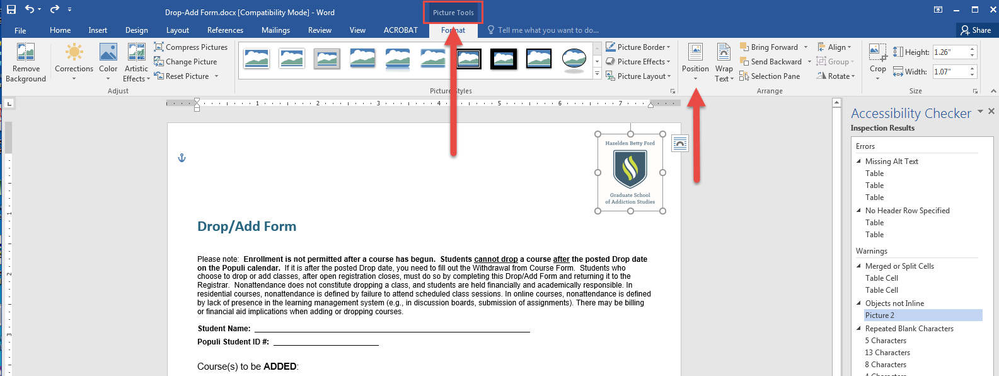 Drop-Add Form.docx [Compatibility Mode] - Word
Picture Tools
File Home Insert Design Layout References Mailings Review View ACROBAT Format Tell me what you want to do... Share
Remove Background
Corrections
Color
Artistic Effects
Compress Pictures
Change Picture
Reset Picture
Adjust
Picture Styles
Picture Border
Picture Effects
Picture Layout
Position
Wrap Text
Bring Forward
Send Backward
Selection Pane
Align
Group
Rotate
Arrange
Crop
Height: 1.26"
Width: 1.07"
Size
1 2 3 4 5 6 7
1
2
3
Hazelden Betty Ford
Graduate School
of Addiction Studies
Drop/Add Form
Please note: Enrollment is not permitted after a course has begun. Students cannot drop a course after the posted Drop date
on the Populi calendar. If it is after the posted Drop date, you need to fill out the Withdrawal from Course Form. Students who
choose to drop or add classes, after open registration closes, must do so by completing this Drop/Add Form and returning it to the
Registrar. Nonattendance does not constitute dropping a class, and students are held financially and academically responsible. In
residential courses, nonattendance is defined by failure to attend scheduled class sessions. In online courses, nonattendance is defined
by lack of presence in the learning management system (e.g., in discussion boards, submission of assignments). There may be billing
or financial aid implications when adding or dropping courses.
Student Name:
Populi Student ID #:
Course(s) to be ADDED:
Accessibility Checker
Inspection Results
Errors
Missing Alt Text
Table
Table
Table
No Header Row Specified
Table
Table
Warnings
Merged or Split Cells
Table Cell
Table Cell
Objects not Inline
Picture 2
Repeated Blank Characters
5 Characters
13 Characters
8 Characters